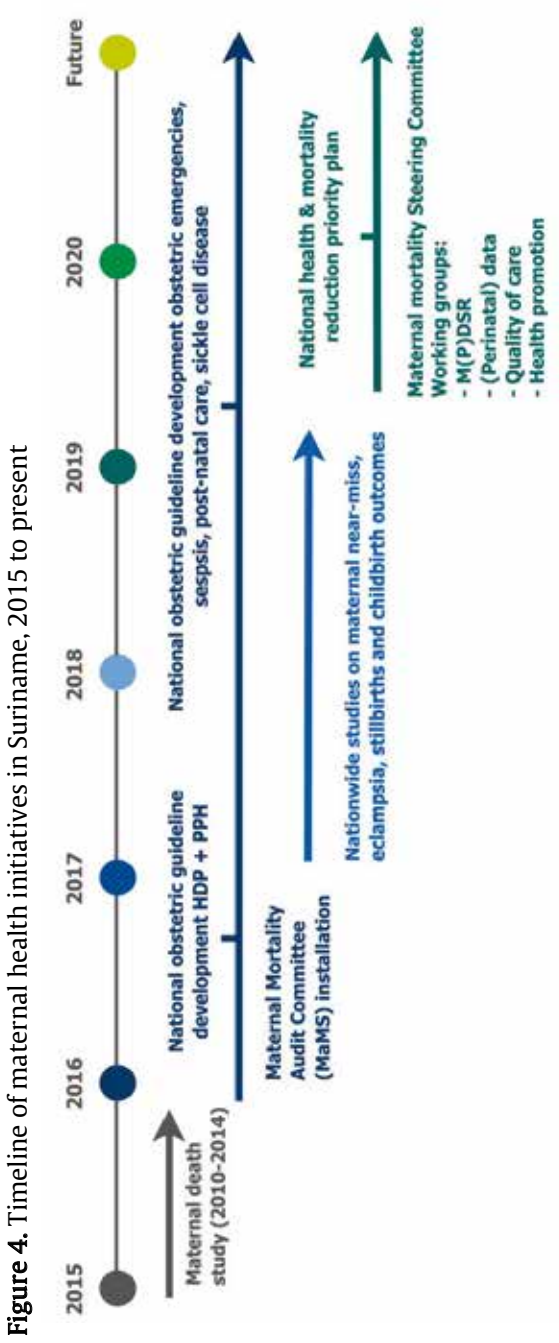 Figure 4. Timeline of maternal health initiatives in Suriname, 2015 to present
2015
2016
2017
2018
2019
2020
Future
Maternal death
study (2010-2014)
National obstetric guideline
development HDP + PPH
National obstetric guideline development obstetric emergencies,
sespsis, post-natal care, sickle cell disease
Maternal Mortality
Audit Committee
(MaMS) installation
Nationwide studies on maternal near-miss,
eclampsia, stillbirths and childbirth outcomes
National health & mortality
reduction priority plan
Maternal mortality Steering Committee
Working groups:
- M(P)DSR
- (Perinatal) data
- Quality of care
- Health promotion